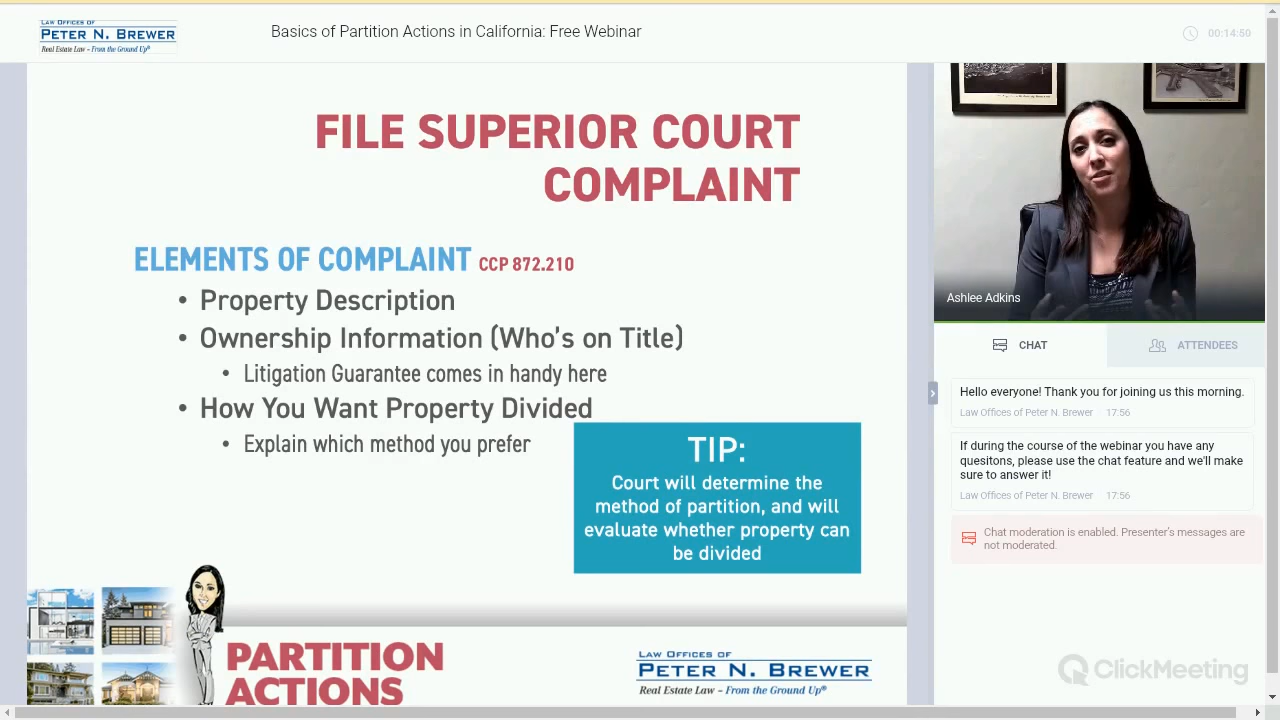 LAW OFFICES OF
PETER N. BREWER
Real Estate Law – From the Ground Up®
Basics of Partition Actions in California: Free Webinar
00:14:50
FILE SUPERIOR COURT
COMPLAINT
ELEMENTS OF COMPLAINT CCP 872.210
• Property Description
• Ownership Information (Who's on Title)
• Litigation Guarantee comes in handy here
• How You Want Property Divided
• Explain which method you prefer
TIP:
Court will determine the
method of partition, and will
evaluate whether property can
be divided
PARTITION
ACTIONS
LAW OFFICES OF
PETER N. BREWER
Real Estate Law – From the Ground Up®
Ashlee Adkins
CHAT
ATTENDEES
Hello everyone! Thank you for joining us this morning.
Law Offices of Peter N. Brewer 17:56
If during the course of the webinar you have any
quesitons, please use the chat feature and we'll make
sure to answer it!
Law Offices of Peter N. Brewer 17:56
Chat moderation is enabled. Presenter's messages are
not moderated.
ClickMeeting